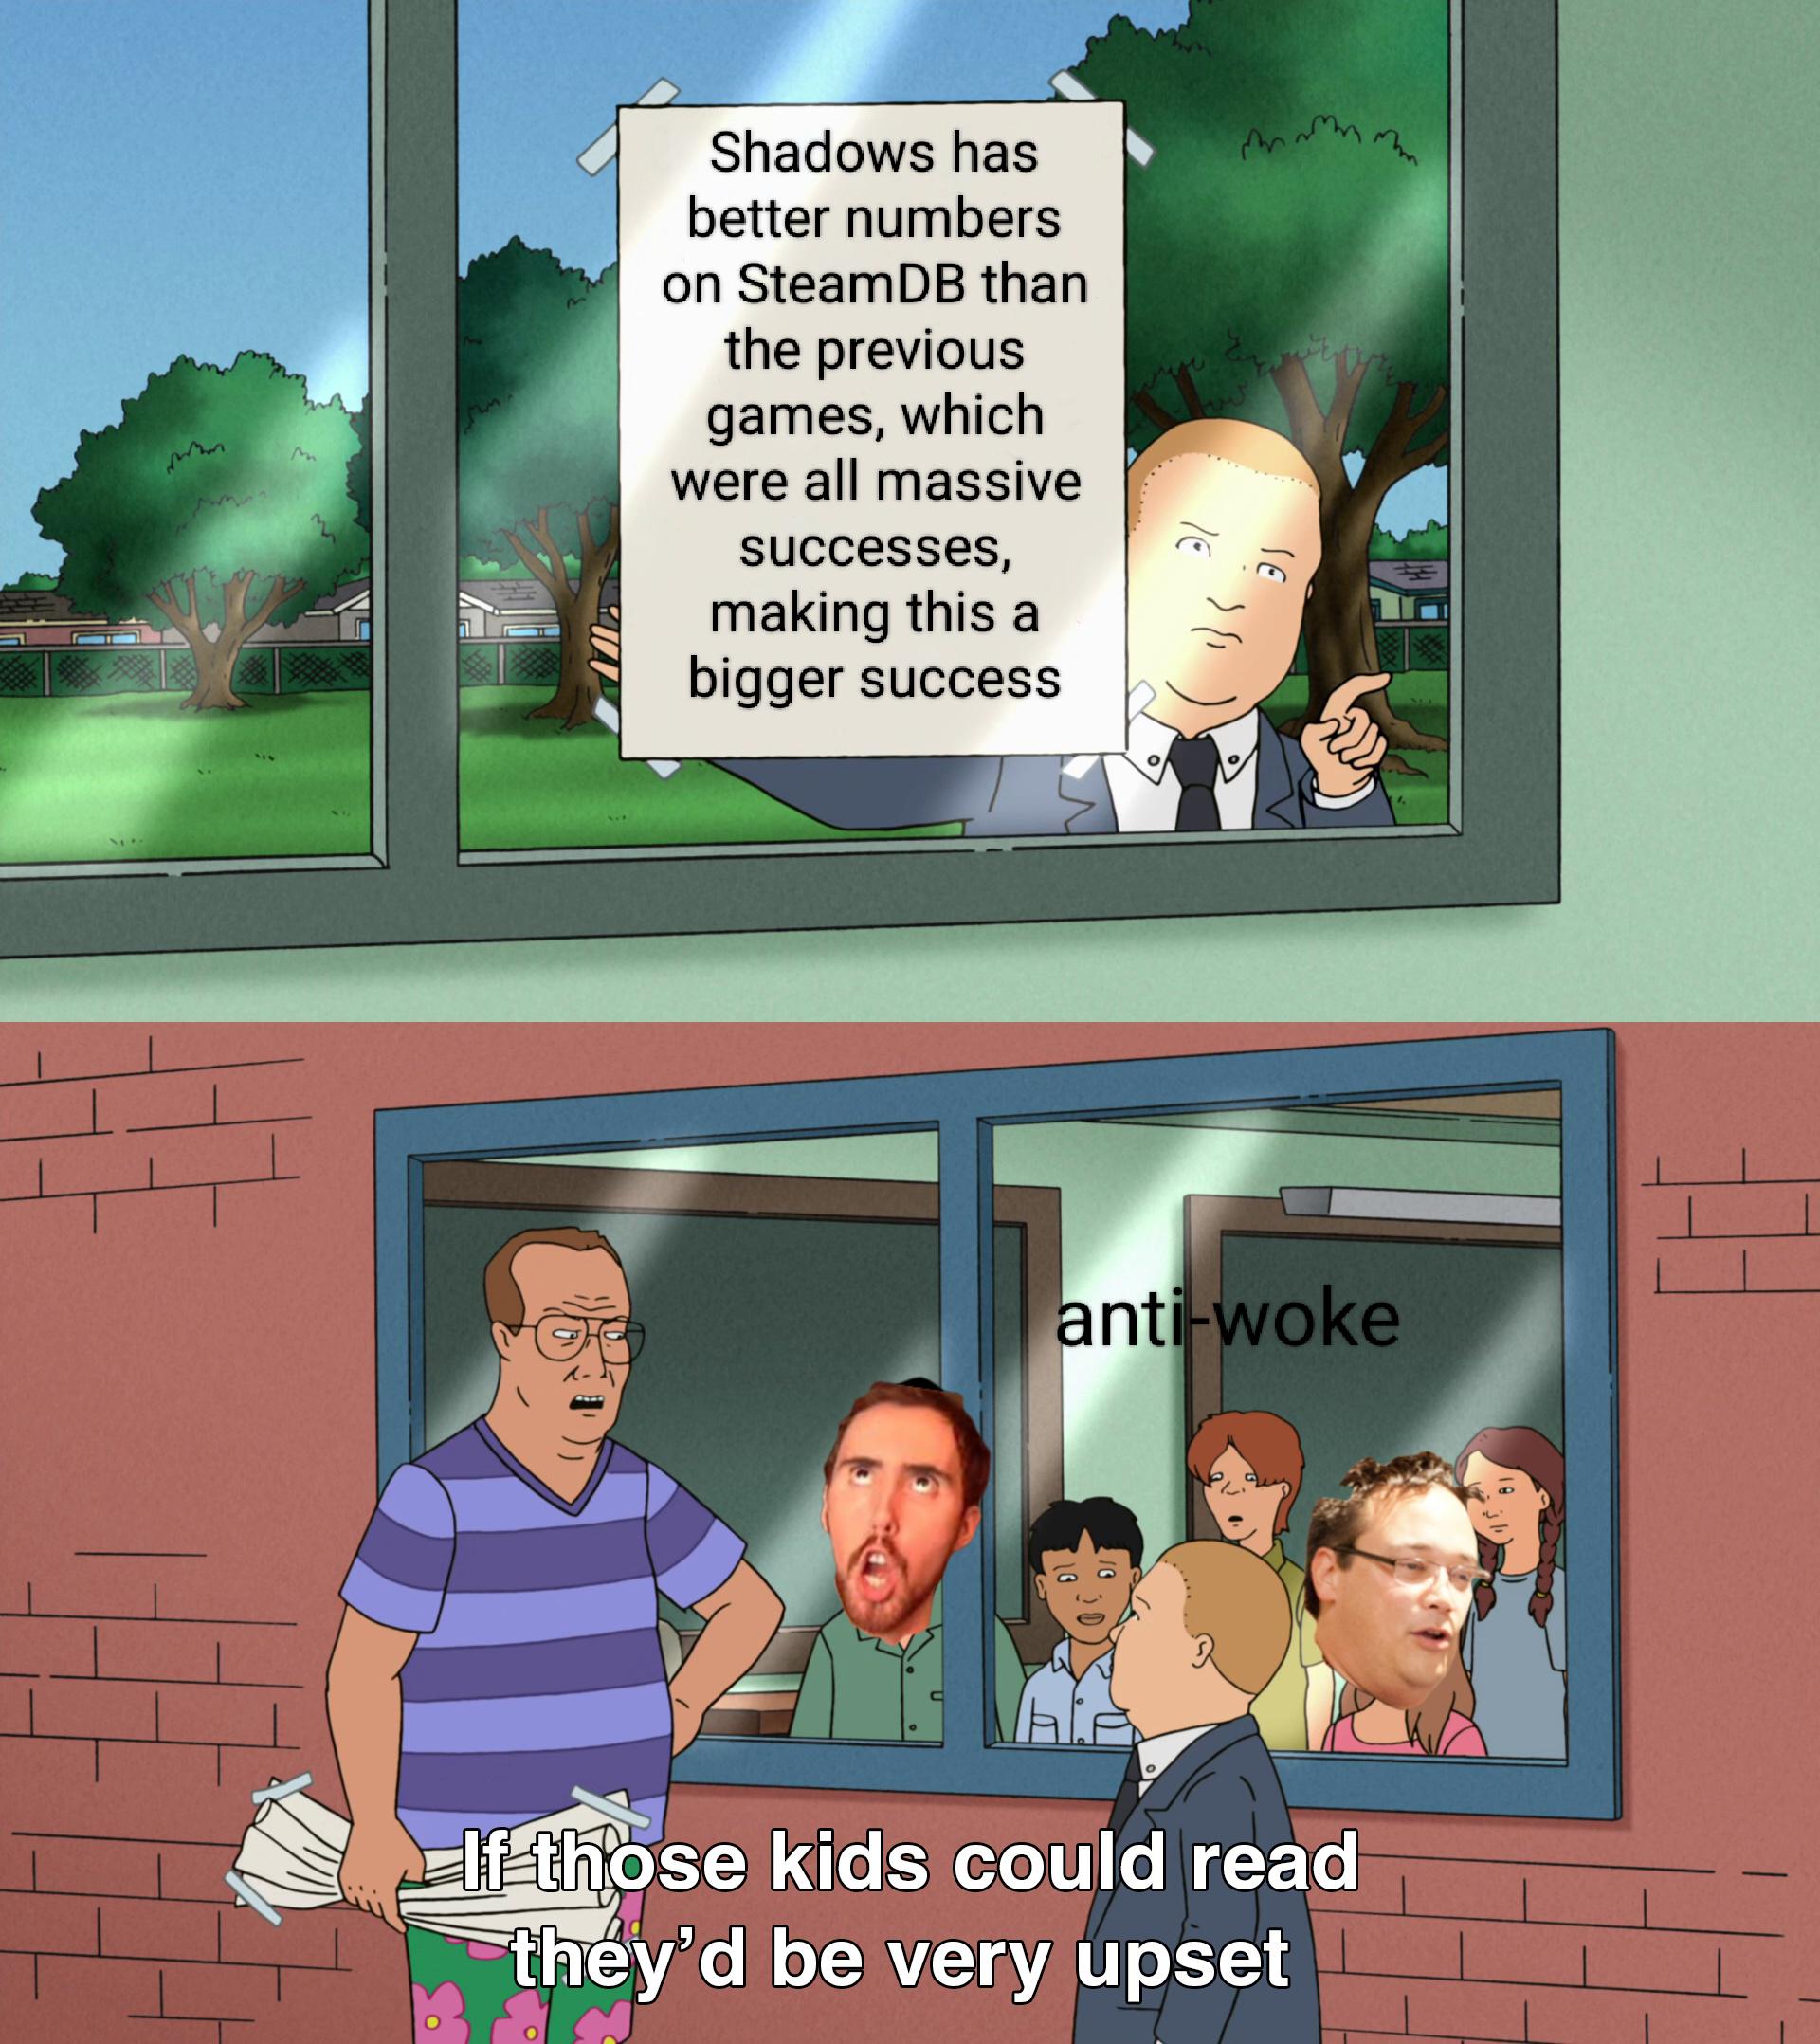 Shadows has
better numbers
on SteamDB than
the previous
games, which
were all massive
successes,
making this a
bigger success
anti-woke
If those kids could read
they’d be very upset